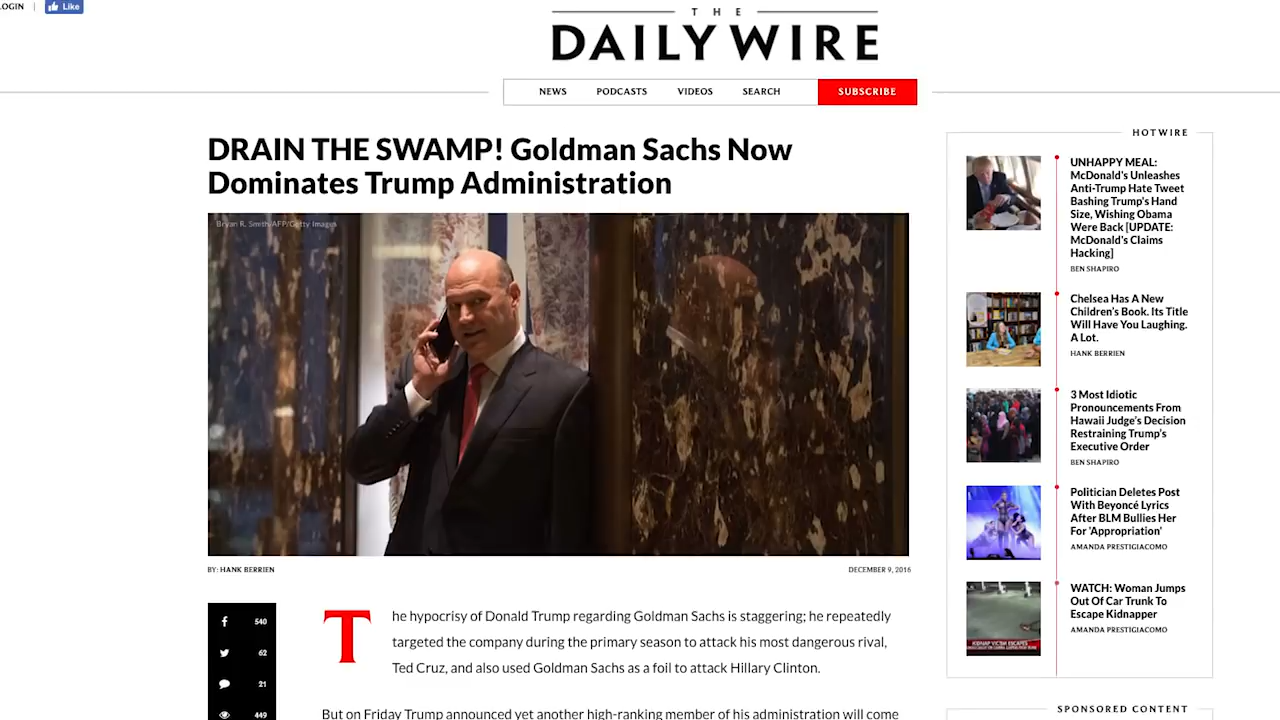 LOGIN
Like
THE
DAILY WIRE
NEWS PODCASTS VIDEOS SEARCH SUBSCRIBE
DRAIN THE SWAMP! Goldman Sachs Now
Dominates Trump Administration
Bryan R. Smith/AFP/Getty Images
BY: HANK BERRIEN
DECEMBER 9, 2016
540
62
21
449
The hypocrisy of Donald Trump regarding Goldman Sachs is staggering; he repeatedly
targeted the company during the primary season to attack his most dangerous rival,
Ted Cruz, and also used Goldman Sachs as a foil to attack Hillary Clinton.
But on Friday Trump announced yet another high-ranking member of his administration will come
HOTWIRE
UNHAPPY MEAL:
McDonald's Unleashes
Anti-Trump Hate Tweet
Bashing Trump's Hand
Size, Wishing Obama
Were Back [UPDATE:
McDonald's Claims
Hacking]
BEN SHAPIRO
Chelsea Has A New
Children's Book. Its Title
Will Have You Laughing.
A Lot.
HANK BERRIEN
3 Most Idiotic
Pronouncements From
Hawaii Judge's Decision
Restraining Trump's
Executive Order
BEN SHAPIRO
Politician Deletes Post
With Beyoncé Lyrics
After BLM Bullies Her
For 'Appropriation'
AMANDA PRESTIGIACOMO
WATCH: Woman Jumps
Out Of Car Trunk To
Escape Kidnapper
AMANDA PRESTIGIACOMO
SPONSORED CONTENT